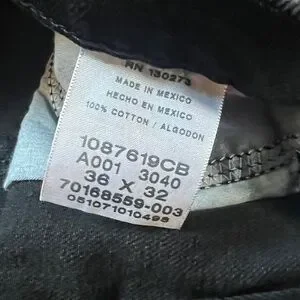 RN 130273
MADE IN MEXICO
HECHO EN MEXICO
100% COTTON / ALGODON
1087619CB
A001 3040
36 X 32
70168559-003
051071010495